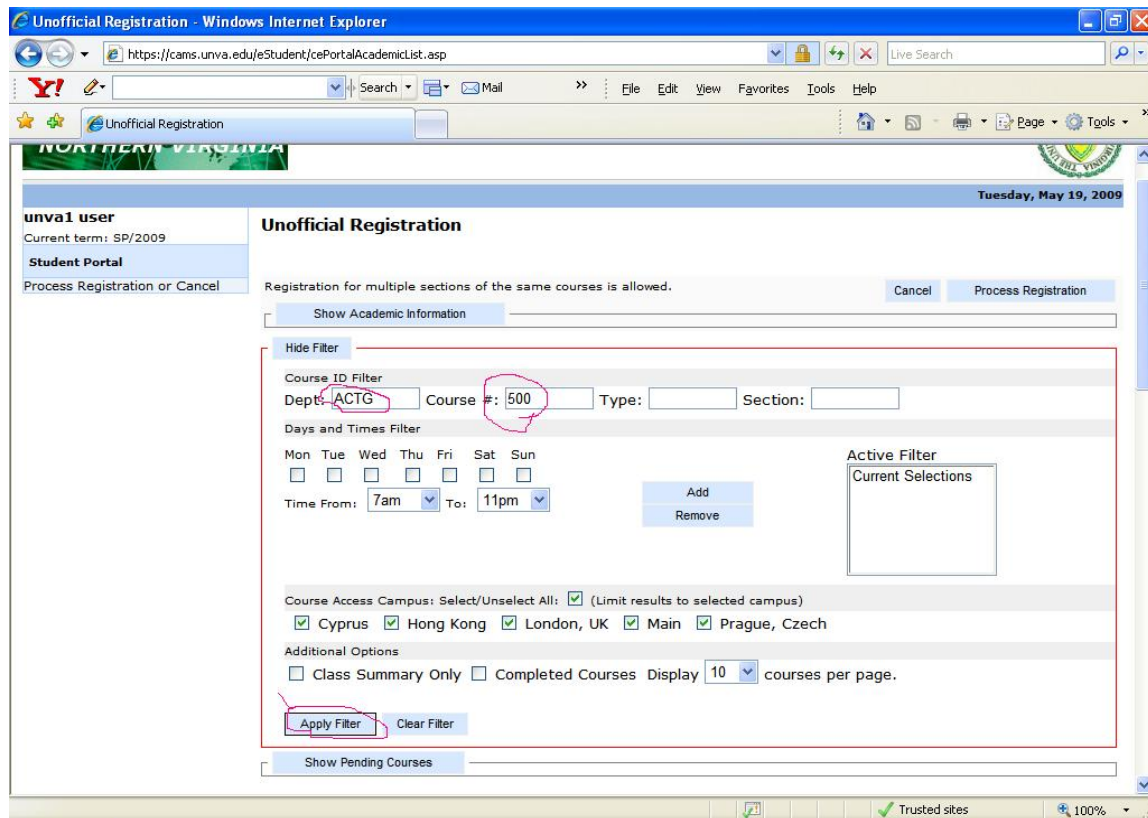 Unofficial Registration - Windows Internet Explorer
https://cams.unva.edu/eStudent/cePortalAcademicList.asp Live Search
Y! Search Mail » File Edit View Favorites Tools Help
Unofficial Registration Page Tools »
NORTHERN VIRGINIA
Tuesday, May 19, 2009
unva1 user
Current term: SP/2009
Student Portal
Process Registration or Cancel
Unofficial Registration
Registration for multiple sections of the same courses is allowed. Cancel Process Registration
Show Academic Information
Hide Filter
Course ID Filter
Dept: ACTG Course #: 500 Type: Section:
Days and Times Filter
Mon Tue Wed Thu Fri Sat Sun Active Filter
Current Selections
Time From: 7am To: 11pm Add
Remove
Course Access Campus: Select/Unselect All: (Limit results to selected campus)
Cyprus Hong Kong London, UK Main Prague, Czech
Additional Options
Class Summary Only Completed Courses Display 10 courses per page.
Apply Filter Clear Filter
Show Pending Courses
Trusted sites 100%